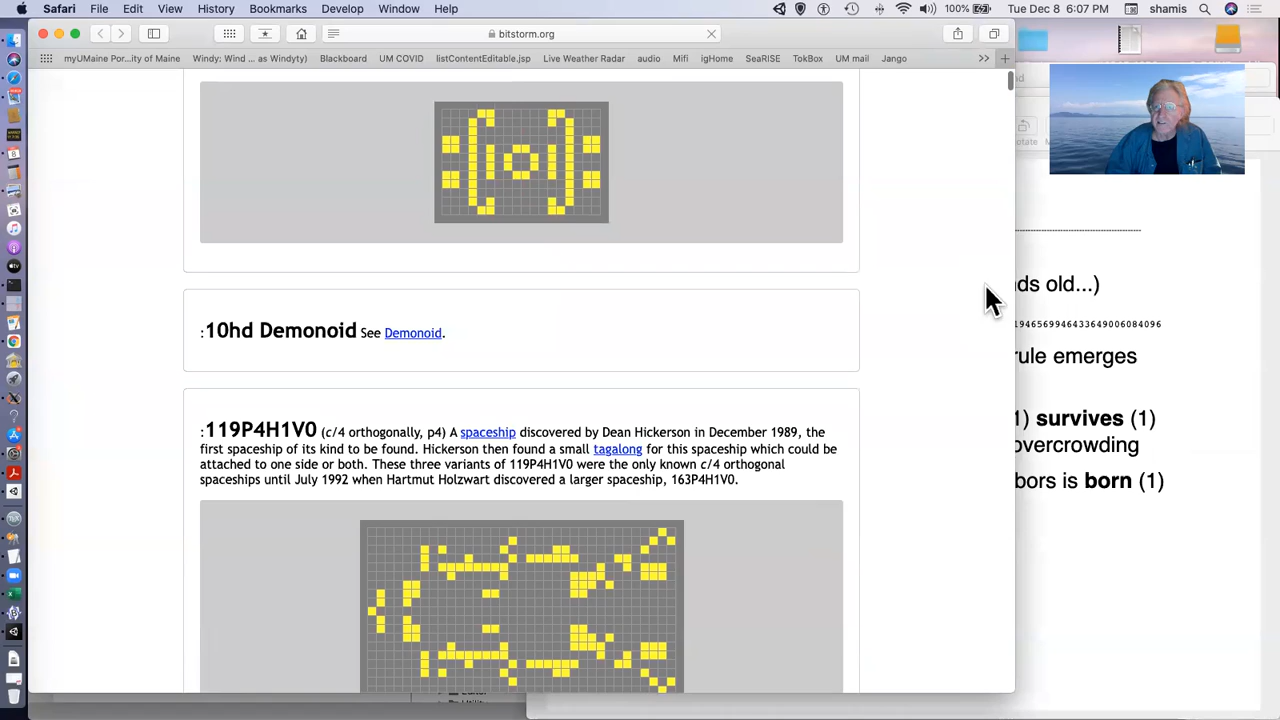 Safari File Edit View History Bookmarks Develop Window Help 100% Tue Dec 8 6:07 PM shamis
bitstorm.org
myUMaine Por...ity of Maine Windy: Wind ... as Windyty) Blackboard UM COVID listContentEditable.jsp Live Weather Radar audio Mifi igHome SeaRISE TokBox UM mail Jango
:10hd Demonoid See Demonoid.
:119P4H1V0 (c/4 orthogonally, p4) A spaceship discovered by Dean Hickerson in December 1989, the
first spaceship of its kind to be found. Hickerson then found a small tagalong for this spaceship which could be
attached to one side or both. These three variants of 119P4H1V0 were the only known c/4 orthogonal
spaceships until July 1992 when Hartmut Holzwart discovered a larger spaceship, 163P4H1V0.
nds old...)
1946569946433649006084096
rule emerges
1) survives (1)
overcrowding
bors is born (1)